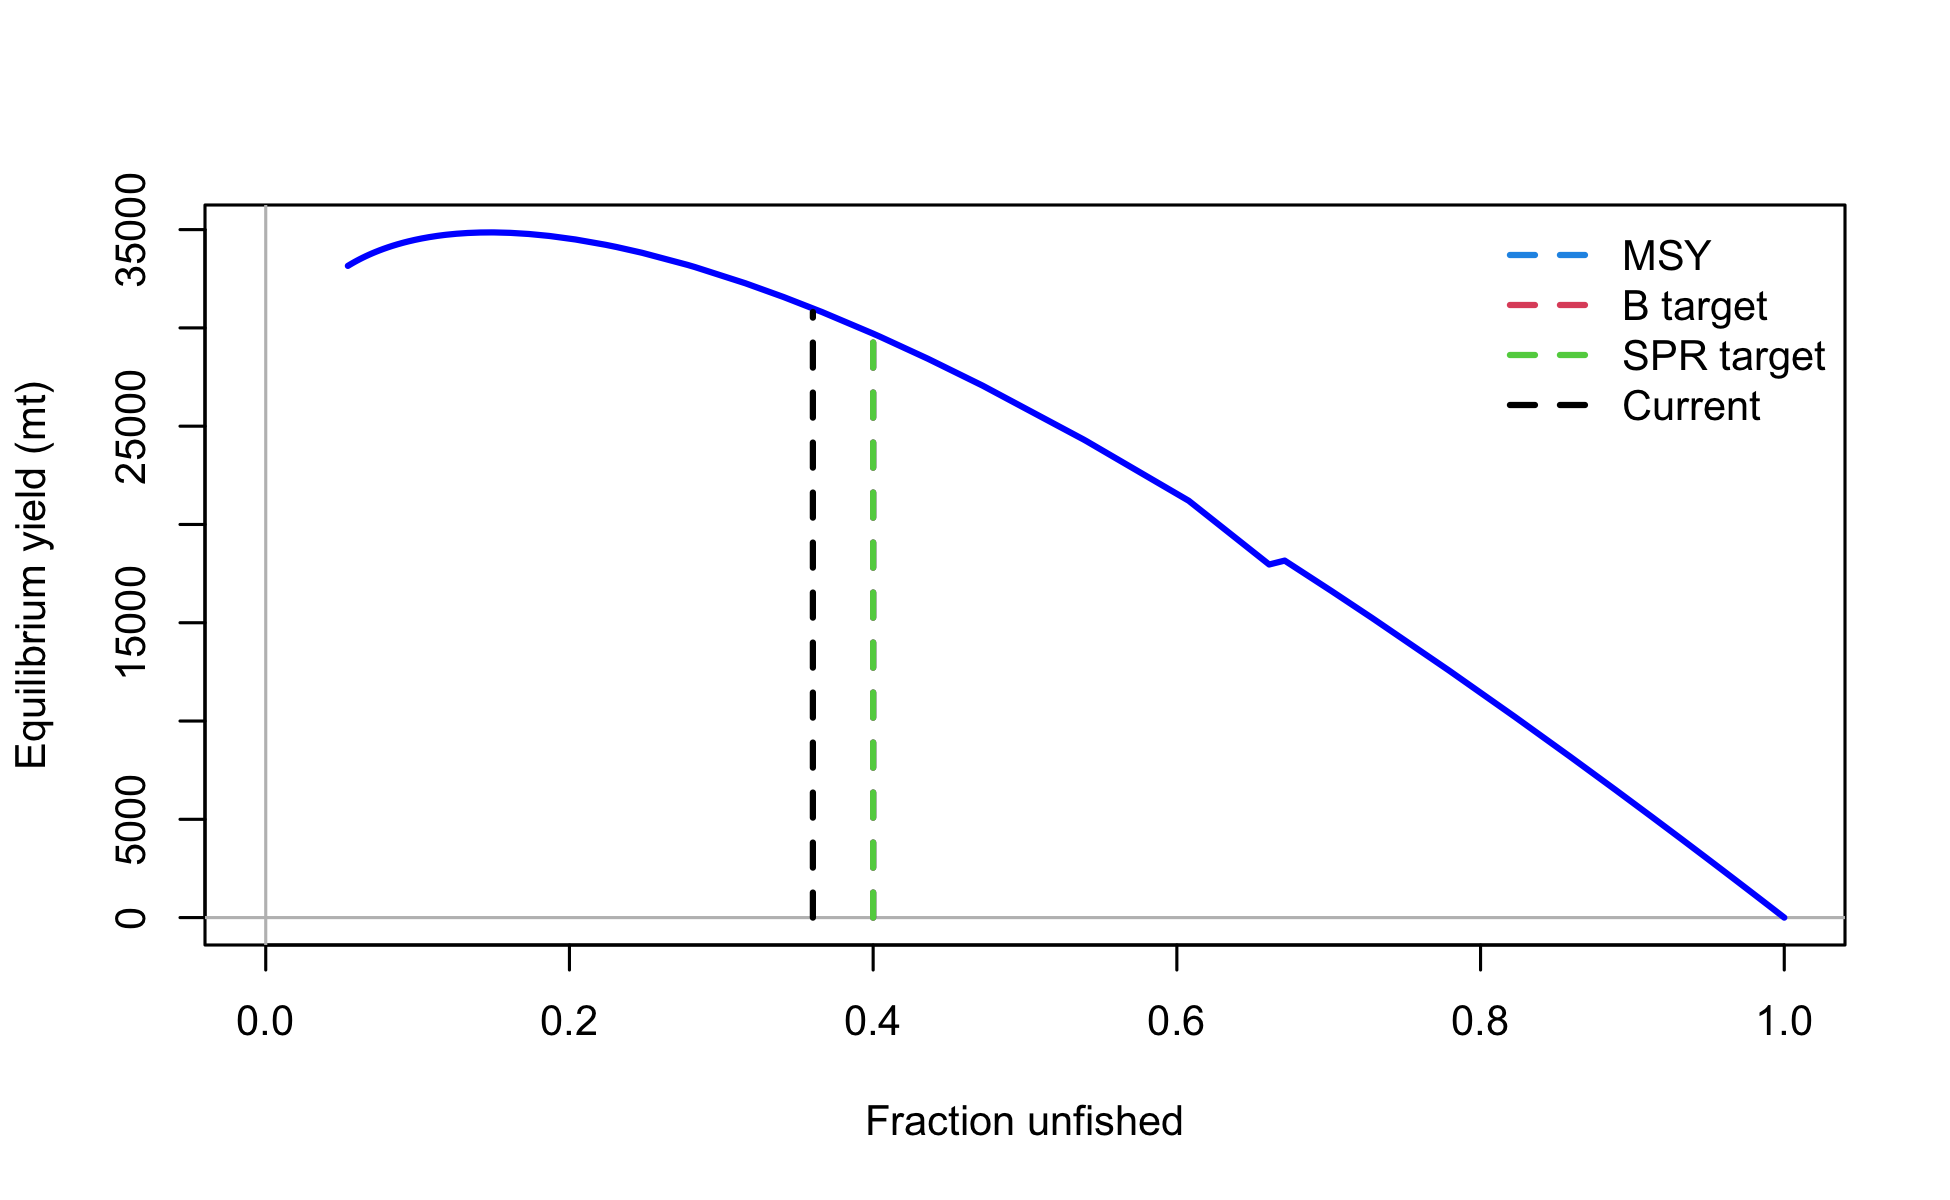 Equilibrium yield (mt)
35000
25000
15000
5000
0
MSY
B target
SPR target
Current
0.0 0.2 0.4 0.6 0.8 1.0
Fraction unfished